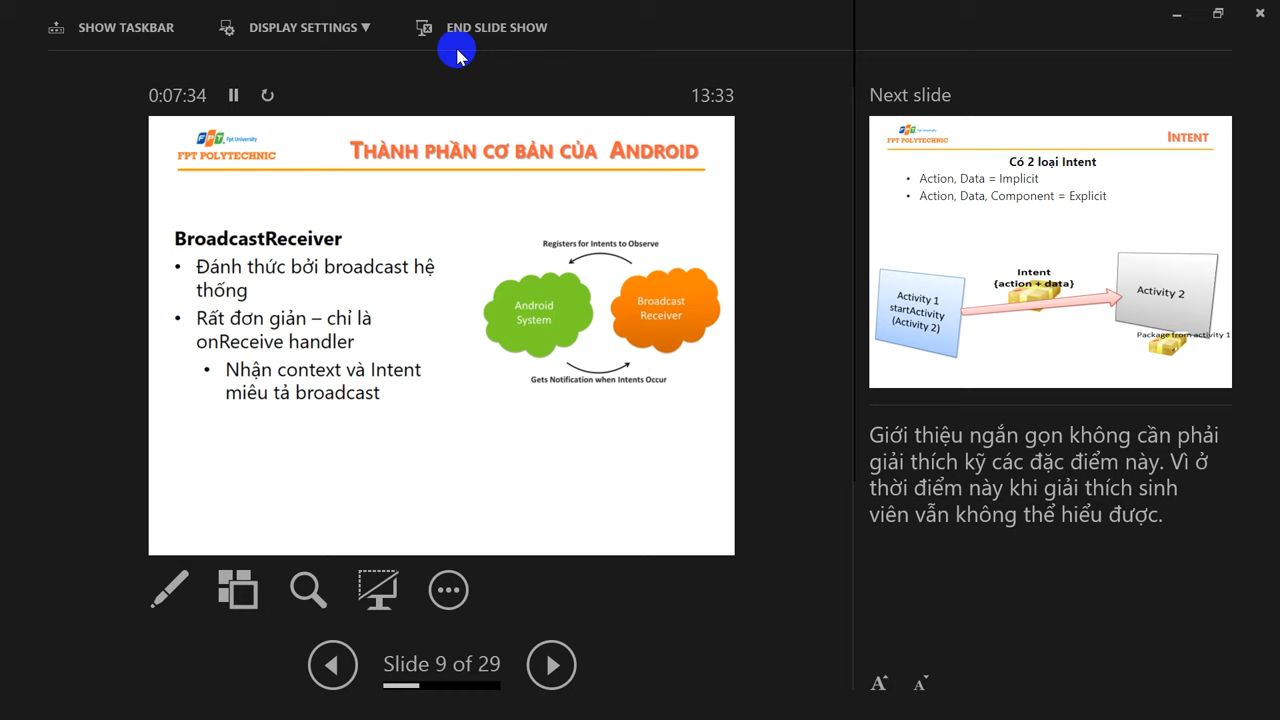 SHOW TASKBAR
DISPLAY SETTINGS ▼
END SLIDE SHOW
0:07:34
13:33
FPT Fpt University
FPT POLYTECHNIC
THÀNH PHẦN CƠ BẢN CỦA ANDROID
BroadcastReceiver
• Đánh thức bởi broadcast hệ
thống
• Rất đơn giản – chỉ là
onReceive handler
• Nhận context và Intent
miêu tả broadcast
Registers for Intents to Observe
Android
System
Broadcast
Receiver
Gets Notification when Intents Occur
Slide 9 of 29
Next slide
FPT Fpt University
FPT POLYTECHNIC
INTENT
Có 2 loại Intent
• Action, Data = Implicit
• Action, Data, Component = Explicit
Activity 1
startActivity
(Activity 2)
Intent
{action + data}
Activity 2
Package from activity 1
Giới thiệu ngắn gọn không cần phải
giải thích kỹ các đặc điểm này. Vì ở
thời điểm này khi giải thích sinh
viên vẫn không thể hiểu được.
A A